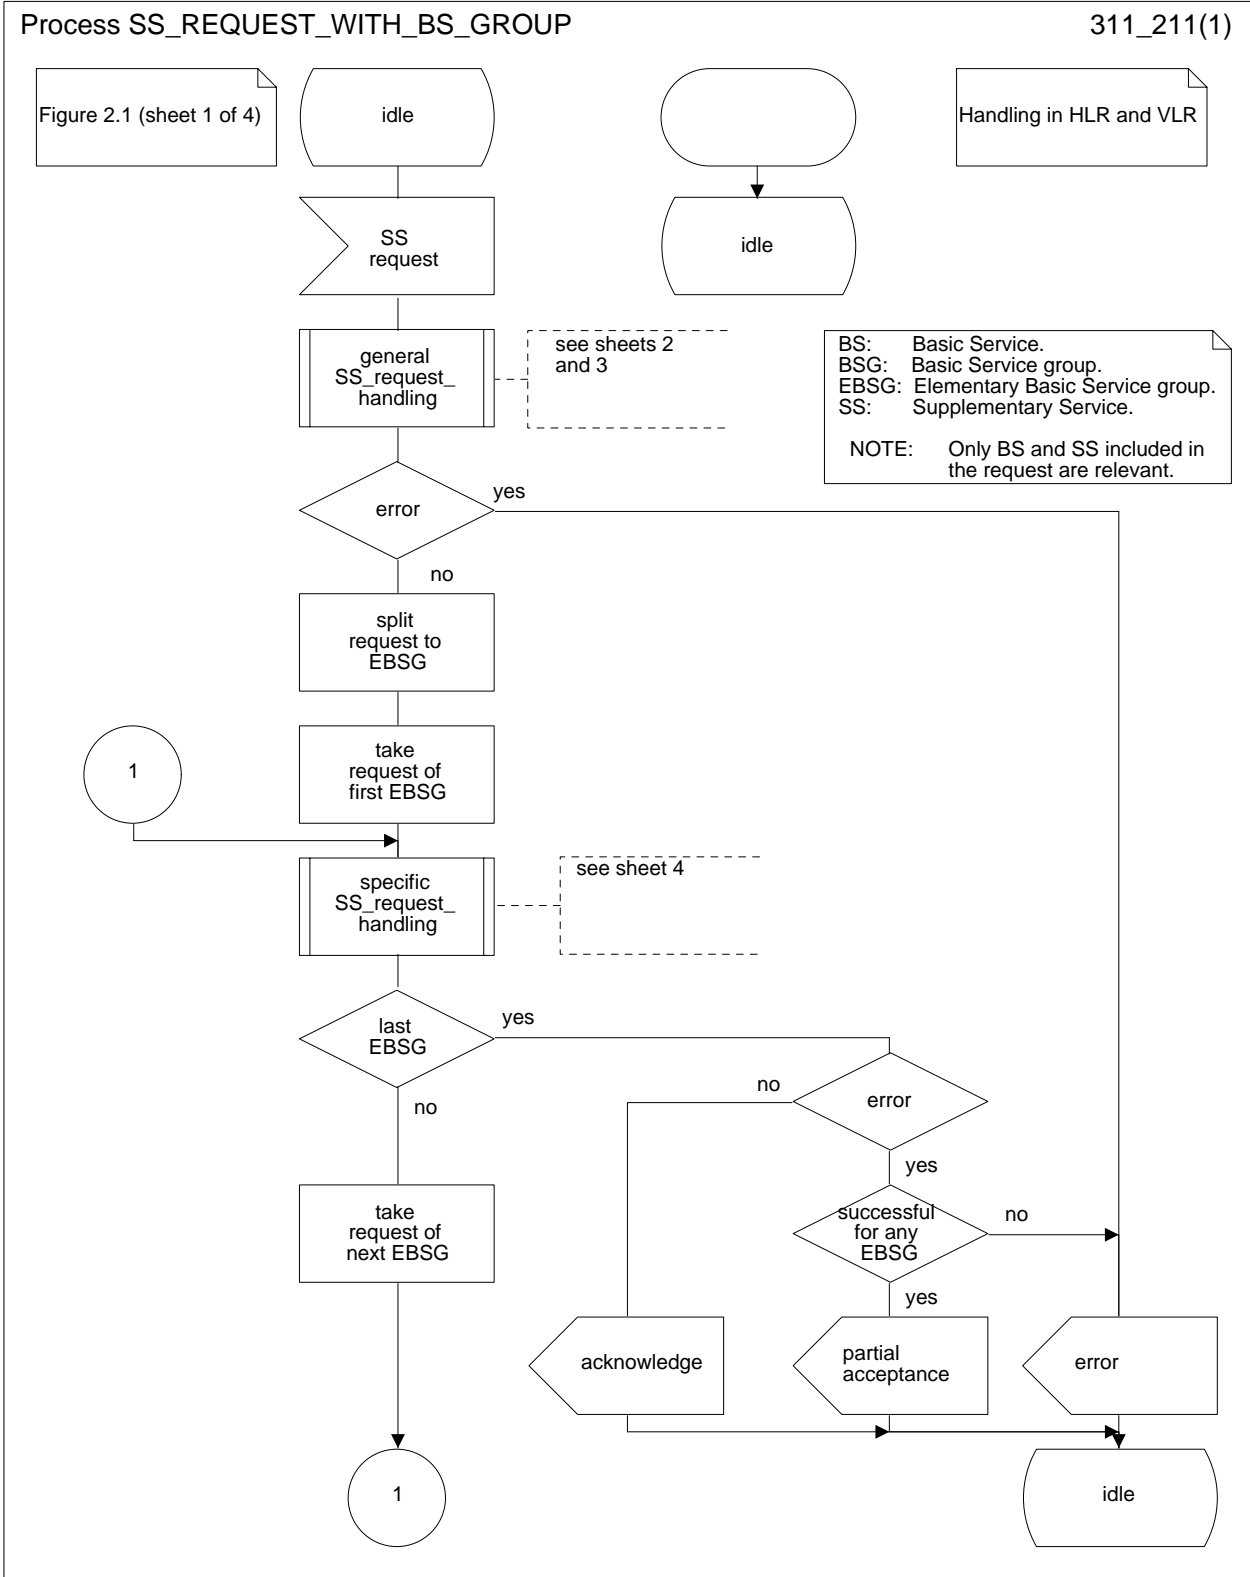 Process SS_REQUEST_WITH_BS_GROUP
311_211(1)
Figure 2.1 (sheet 1 of 4)
idle
Handling in HLR and VLR
SS
request
idle
general
SS_request_
handling
see sheets 2
and 3
BS: Basic Service.
BSG: Basic Service group.
EBSG: Elementary Basic Service group.
SS: Supplementary Service.
NOTE: Only BS and SS included in
the request are relevant.
error
yes
no
split
request to
EBSG
take
request of
first EBSG
1
specific
SS_request_
handling
see sheet 4
last
EBSG
yes
no
error
no
yes
take
request of
next EBSG
successful
for any
EBSG
no
yes
acknowledge
partial
acceptance
error
1
idle